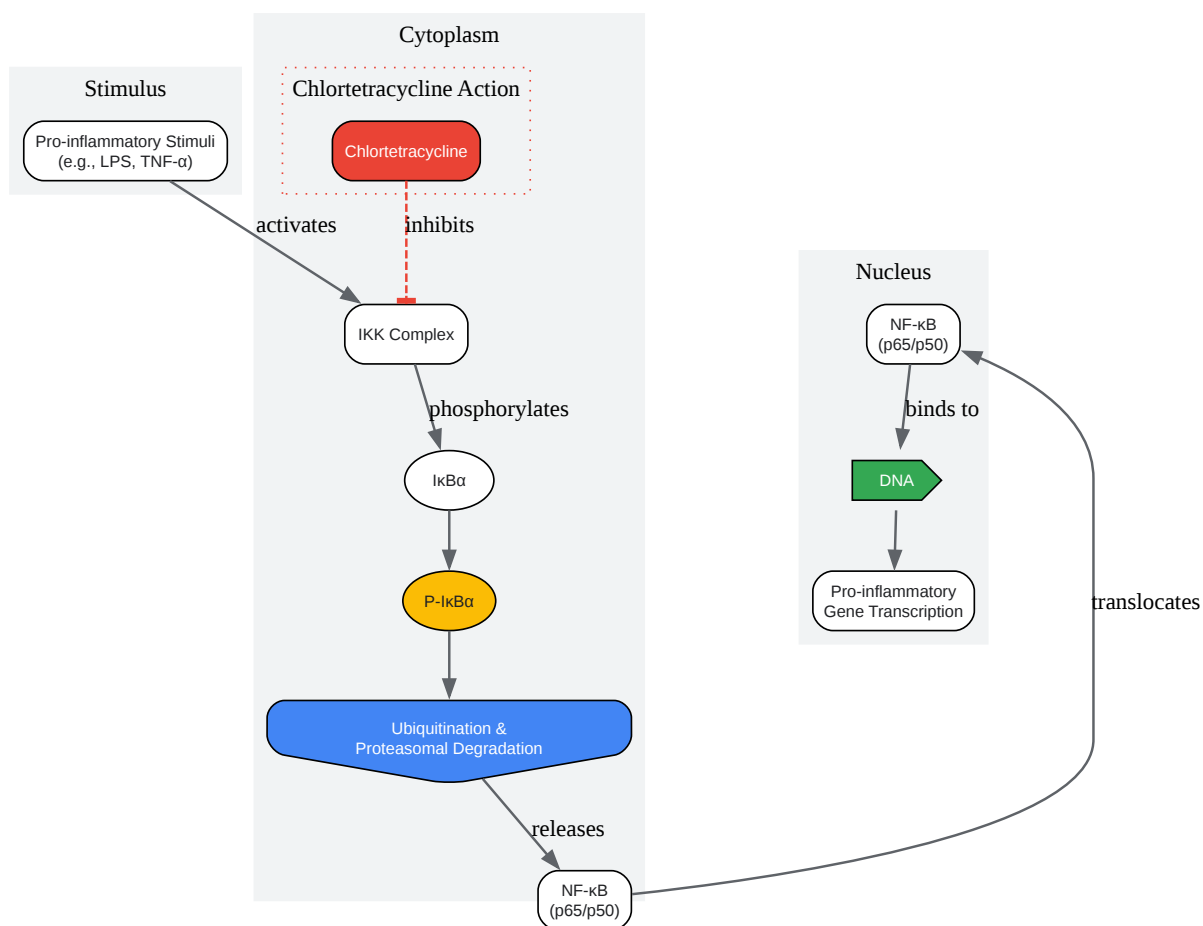 Cytoplasm
Stimulus
Chlortetracycline Action
Pro-inflammatory Stimuli
(e.g., LPS, TNF-α)
Chlortetracycline
activates
inhibits
IKK Complex
phosphorylates
IκBα
P-IκBα
Ubiquitination &
Proteasomal Degradation
releases
NF-κB
(p65/p50)
translocates
Nucleus
NF-κB
(p65/p50)
binds to
DNA
Pro-inflammatory
Gene Transcription